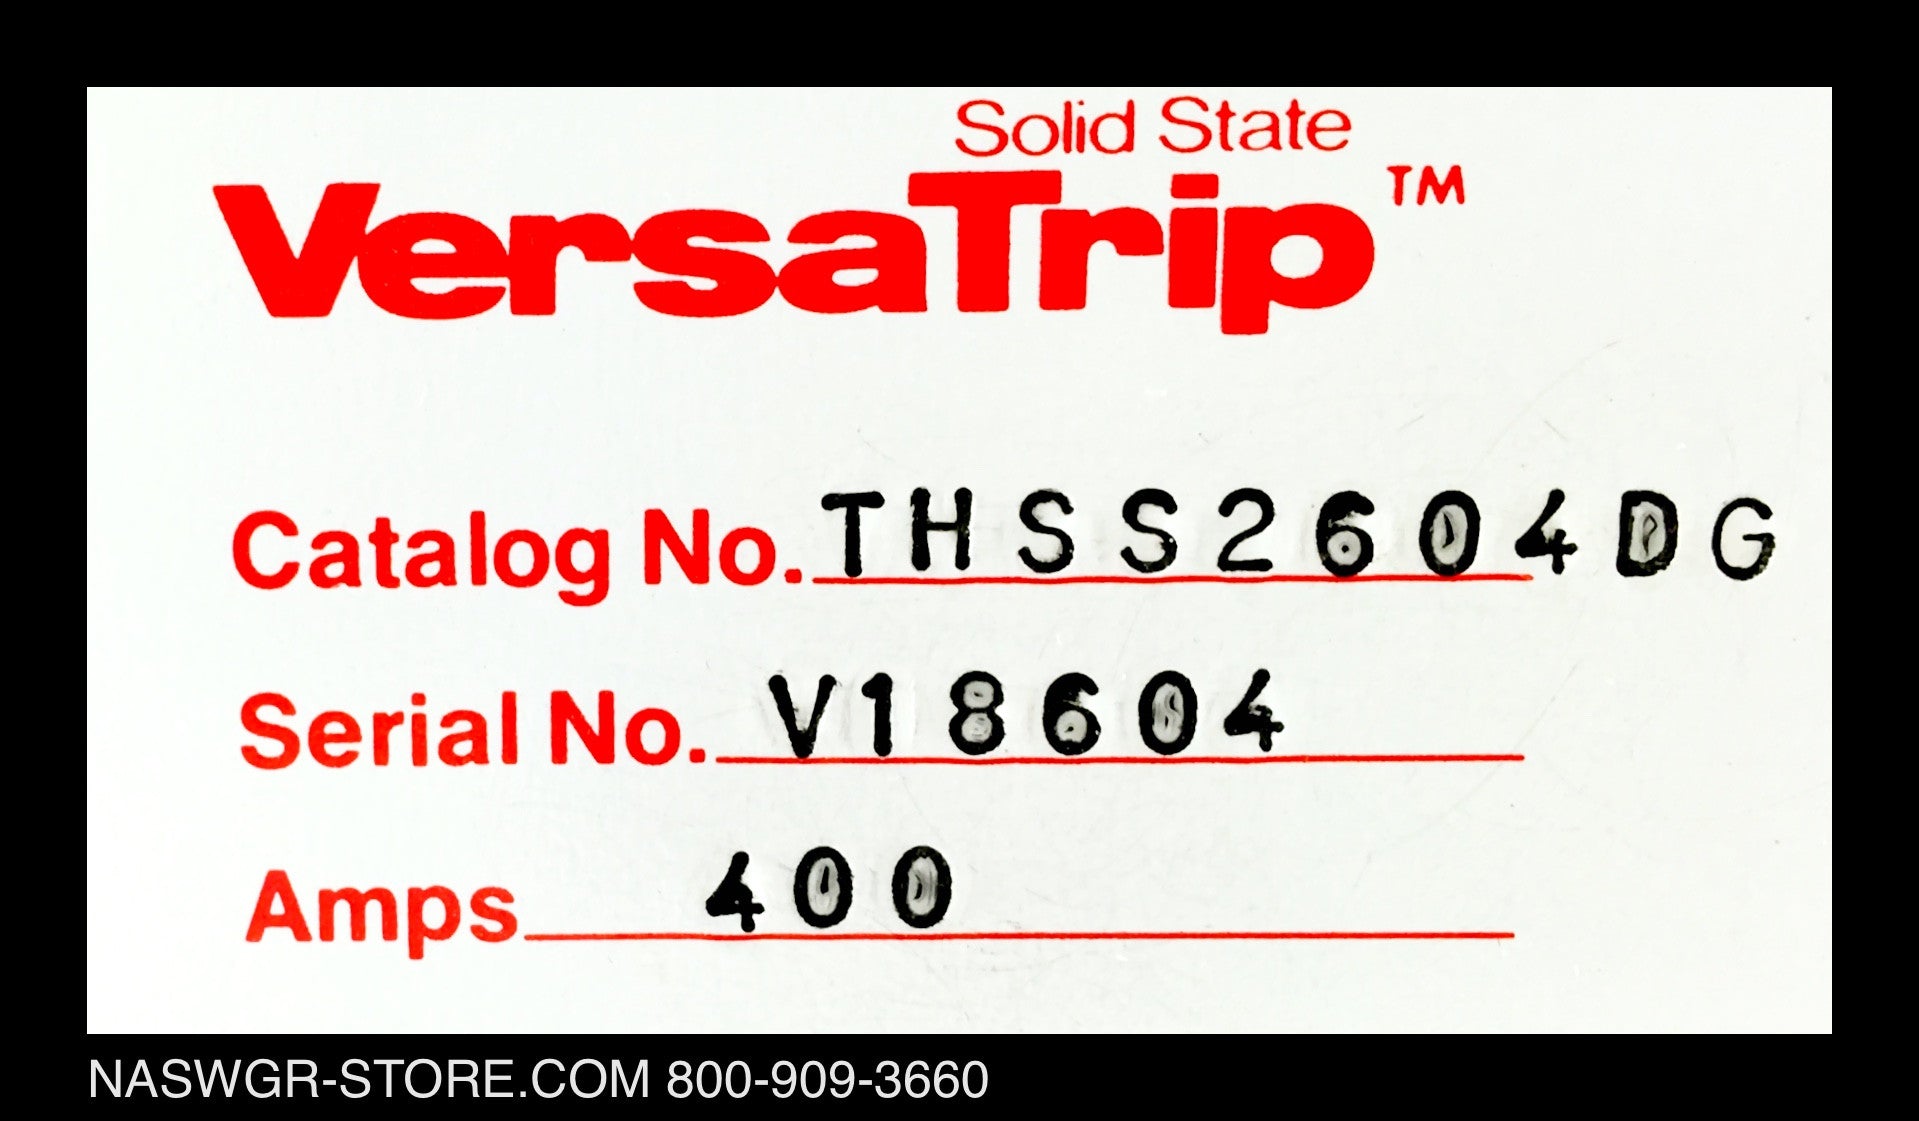 Solid State
VersaTrip™
Catalog No. THSS2604DG
Serial No. V18604
Amps 400
NASWGR-STORE.COM 800-909-3660